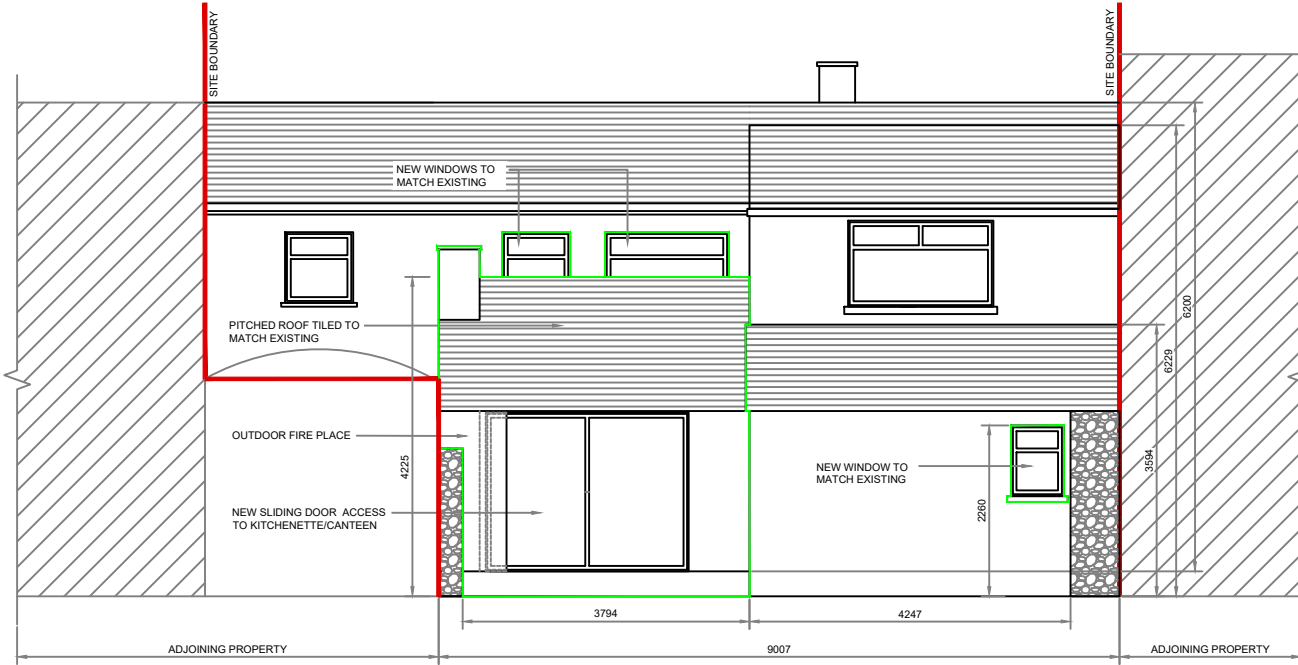 SITE BOUNDARY
SITE BOUNDARY
NEW WINDOWS TO
MATCH EXISTING
PITCHED ROOF TILED TO
MATCH EXISTING
6200
6229
OUTDOOR FIRE PLACE
4225
NEW SLIDING DOOR  ACCESS
TO KITCHENETTE/CANTEEN
NEW WINDOW TO
MATCH EXISTING
3594
2260
3794
4247
ADJOINING PROPERTY
9007
ADJOINING PROPERTY